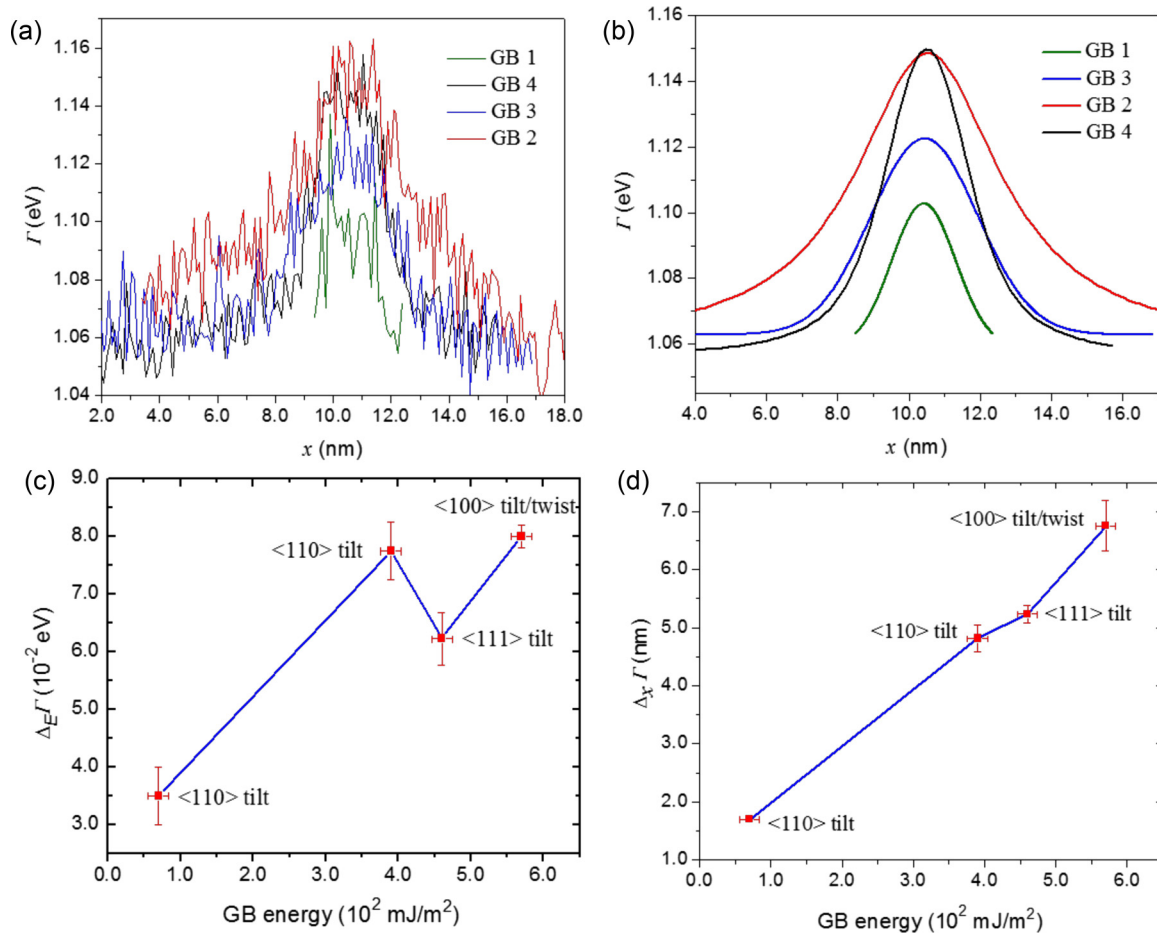 (a)
1.16
1.14
1.12
1.10
1.08
1.06
1.04
Γ (eV)
GB 1
GB 4
GB 3
GB 2
2.0 4.0 6.0 8.0 10.0 12.0 14.0 16.0 18.0
x (nm)
(b)
1.16
1.14
1.12
1.10
1.08
1.06
Γ (eV)
GB 1
GB 3
GB 2
GB 4
4.0 6.0 8.0 10.0 12.0 14.0 16.0
x (nm)
(c)
9.0
8.0
7.0
6.0
5.0
4.0
3.0
Δ_E Γ (10⁻² eV)
<100> tilt/twist
<110> tilt
<111> tilt
<110> tilt
0.0 1.0 2.0 3.0 4.0 5.0 6.0
GB energy (10² mJ/m²)
(d)
7.0
6.0
5.0
4.0
3.0
2.0
1.0
Δₓ Γ (nm)
<100> tilt/twist
<110> tilt
<111> tilt
<110> tilt
0.0 1.0 2.0 3.0 4.0 5.0 6.0
GB energy (10² mJ/m²)